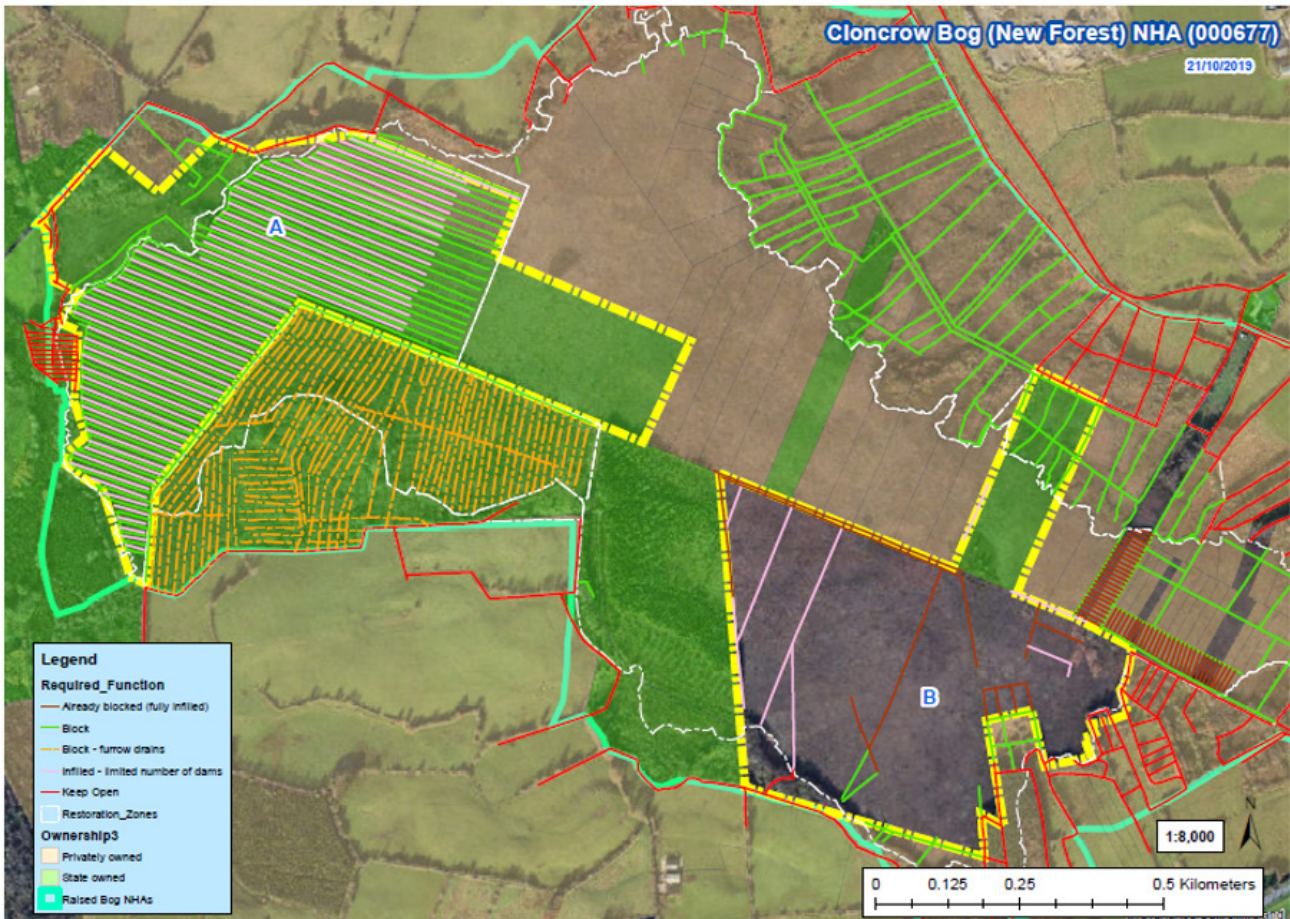 Cloncrow Bog (New Forest) NHA (000677)
21/10/2019
A
B
Legend
Required_Function
Already blocked (fully infilled)
Block
Block - furrow drains
Infilled - limited number of dams
Keep Open
Restoration_Zones
Ownership3
Privately owned
State owned
Raised Bog NHAs
N
1:8,000
0 0.125 0.25 0.5 Kilometers